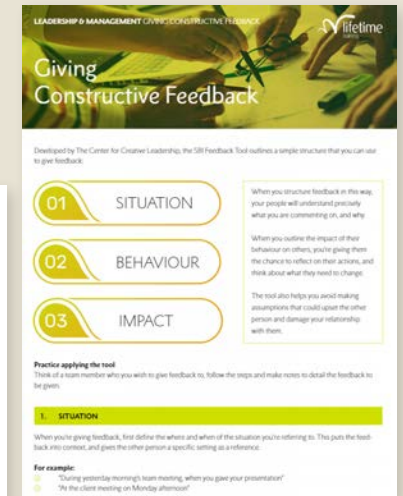 LEADERSHIP & MANAGEMENT GIVING CONSTRUCTIVE FEEDBACK
lifetime
training
Giving
Constructive Feedback
Developed by The Center for Creative Leadership, the SBI Feedback Tool outlines a simple structure that you can use
to give feedback:
01 SITUATION
02 BEHAVIOUR
03 IMPACT
When you structure feedback in this way,
your people will understand precisely
what you are commenting on, and why.
When you outline the impact of their
behaviour on others, you're giving them
the chance to reflect on their actions, and
think about what they need to change.
The tool also helps you avoid making
assumptions that could upset the other
person and damage your relationship
with them.
Practice applying the tool
Think of a team member who you wish to give feedback to, follow the steps and make notes to detail the feedback to
be given.
1. SITUATION
When you're giving feedback, first define the where and when of the situation you're referring to. This puts the feed-
back into context, and gives the other person a specific setting as a reference.
For example:
"During yesterday morning's team meeting, when you gave your presentation"
"At the client meeting on Monday afternoon"